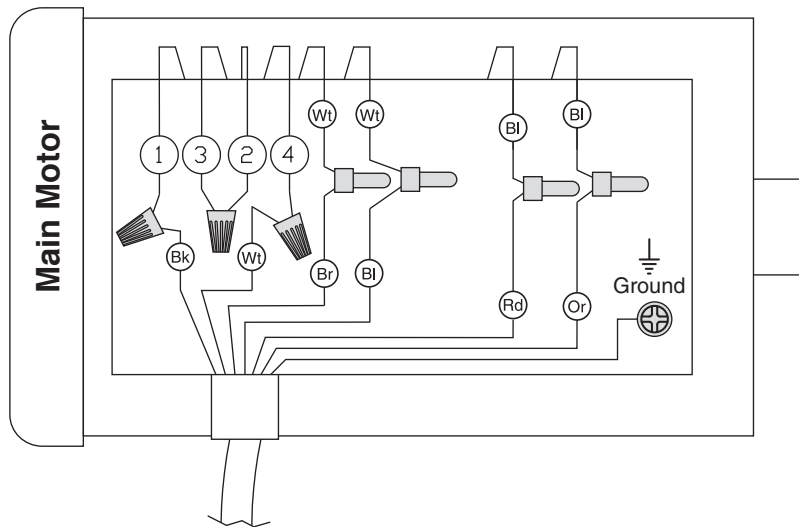 Main Motor
Wt Wt Bl Bl
1 3 2 4
Bk Wt Br Bl
Ground
Rd Or